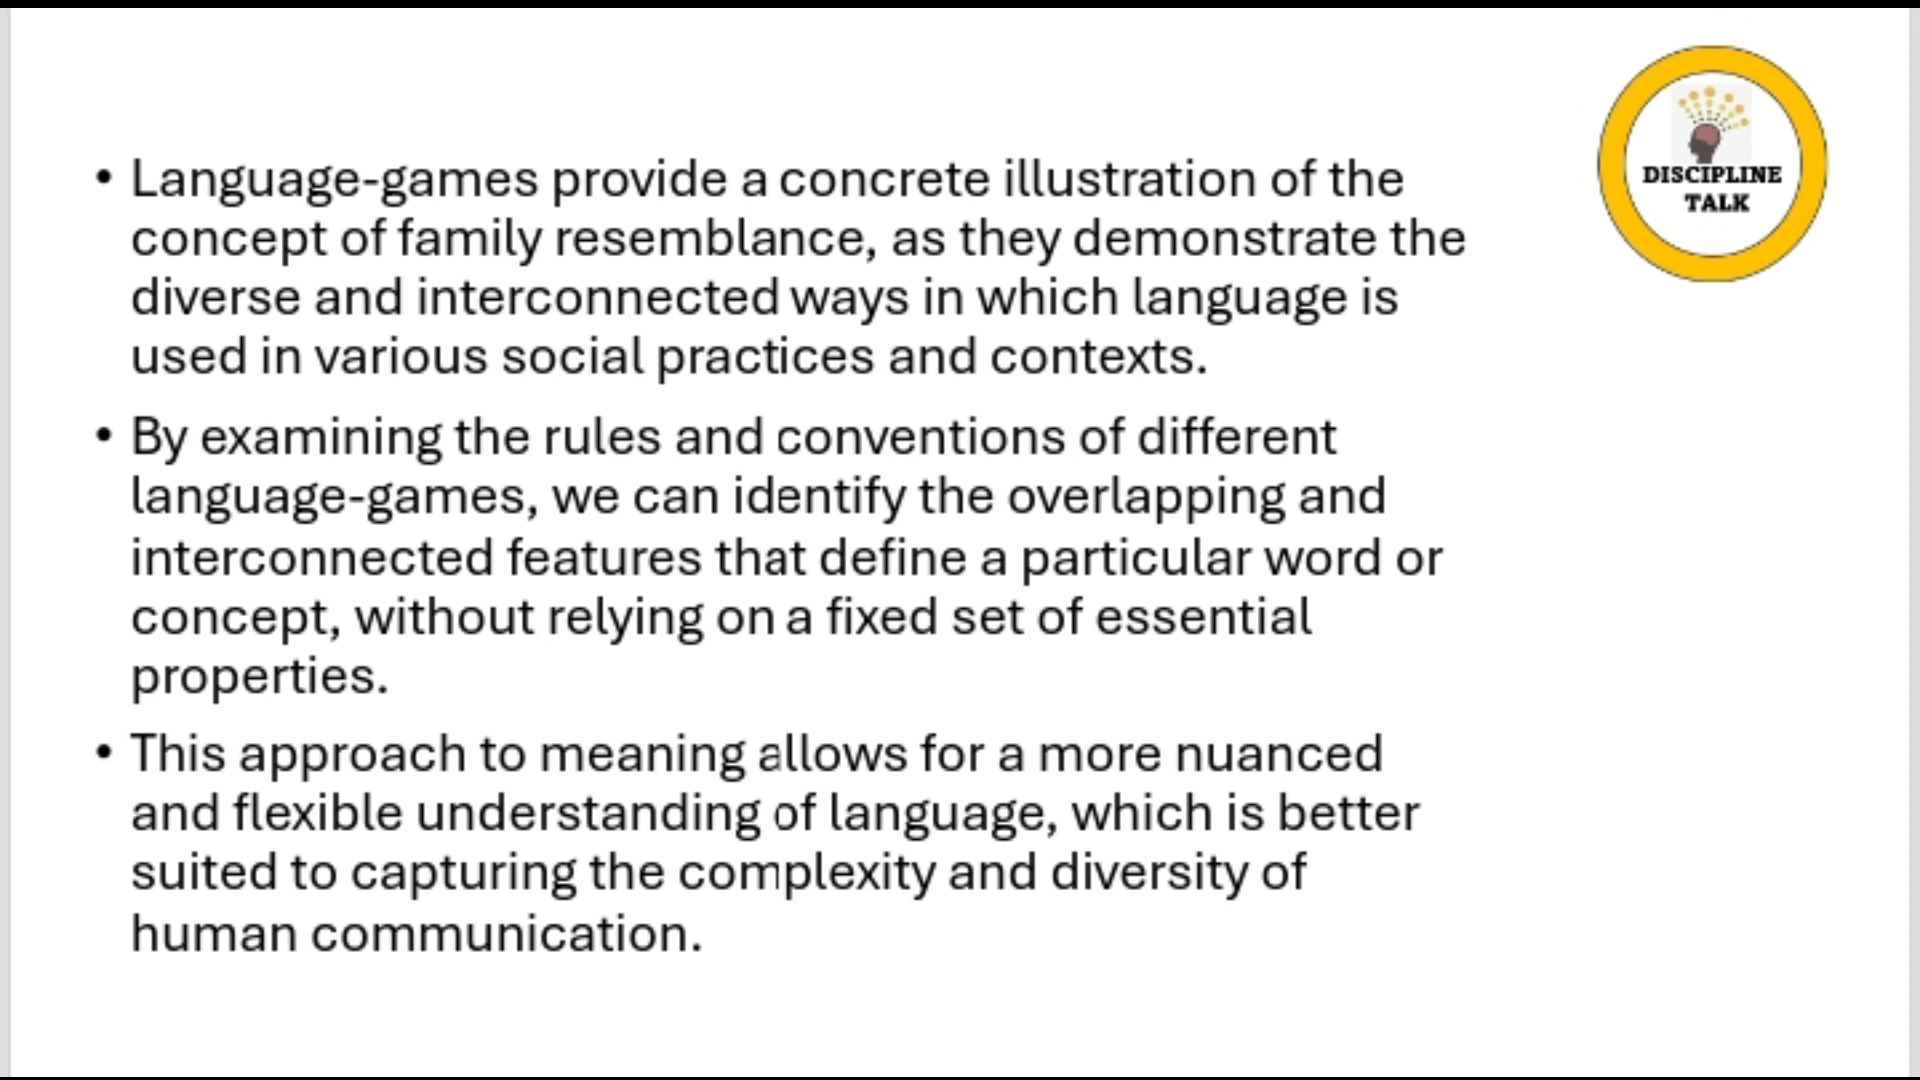 • Language-games provide a concrete illustration of the
concept of family resemblance, as they demonstrate the
diverse and interconnected ways in which language is
used in various social practices and contexts.
• By examining the rules and conventions of different
language-games, we can identify the overlapping and
interconnected features that define a particular word or
concept, without relying on a fixed set of essential
properties.
• This approach to meaning allows for a more nuanced
and flexible understanding of language, which is better
suited to capturing the complexity and diversity of
human communication.
DISCIPLINE
TALK